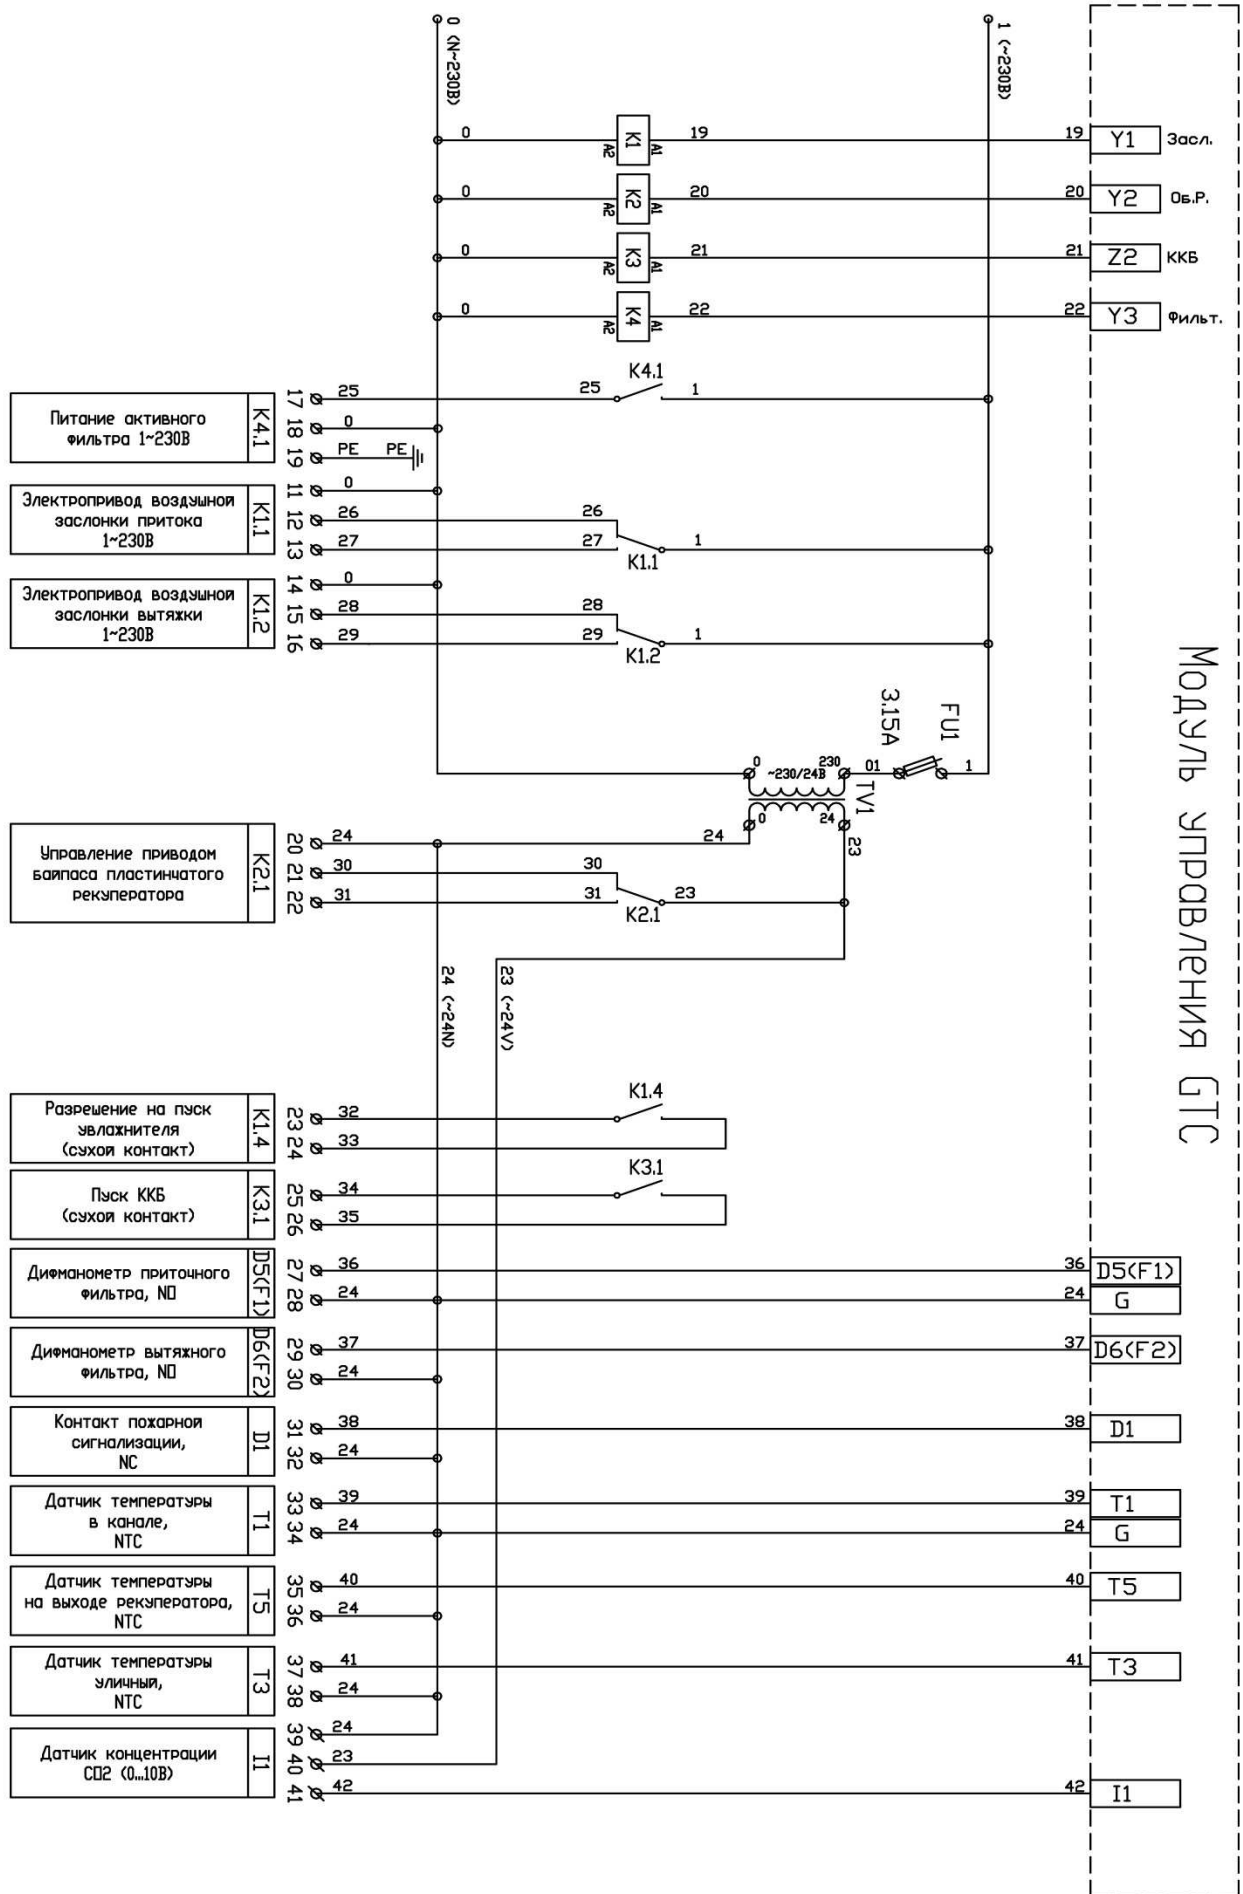 0 (N~230В)
1 (~230В)
0
K1
A2
A1
19
19
Y1
Засл.
0
K2
A2
A1
20
20
Y2
Об.Р.
0
K3
A2
A1
21
21
Z2
ККБ
0
K4
A2
A1
22
22
Y3
Фильт.
Питание активного
фильтра 1~230В
K4.1
17
25
25
K4.1
1
18
0
19
PE
PE
Электропривод воздушной
заслонки притока
1~230В
K1.1
11
0
12
26
26
13
27
27
K1.1
1
Электропривод воздушной
заслонки вытяжки
1~230В
K1.2
14
0
15
28
28
16
29
29
K1.2
1
Модуль управления GTC
3.15A
FU1
0
~230/24В
230
01
1
TV1
0
24
23
Управление приводом
байпаса пластинчатого
рекуператора
K2.1
20
24
24
21
30
30
22
31
31
K2.1
23
24 (~24N)
23 (~24V)
Разрешение на пуск
увлажнителя
(сухой контакт)
K1.4
23
32
K1.4
24
33
Пуск ККБ
(сухой контакт)
K3.1
25
34
K3.1
26
35
Дифманометр приточного
фильтра, NO
D5(F1)
27
36
36
D5(F1)
28
24
24
G
Дифманометр вытяжного
фильтра, NO
D6(F2)
29
37
37
D6(F2)
30
24
Контакт пожарной
сигнализации,
NC
D1
31
38
38
D1
32
24
Датчик температуры
в канале,
NTC
T1
33
39
39
T1
34
24
24
G
Датчик температуры
на выходе рекуператора,
NTC
T5
35
40
40
T5
36
24
Датчик температуры
уличный,
NTC
T3
37
41
41
T3
38
24
Датчик концентрации
CO2 (0...10В)
I1
39
24
40
23
41
42
42
I1